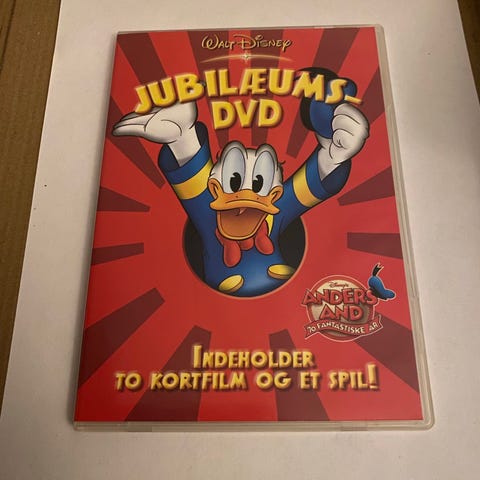 WALT DISNEY
JUBILÆUMS-
DVD
DISNEY'S
ANDERS
AND
70 FANTASTISKE ÅR
INDEHOLDER
TO KORTFILM OG ET SPIL!